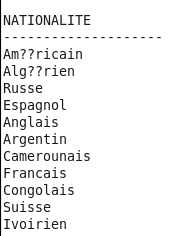 NATIONALITE
--------------------
Am??ricain
Alg??rien
Russe
Espagnol
Anglais
Argentin
Camerounais
Francais
Congolais
Suisse
Ivoirien